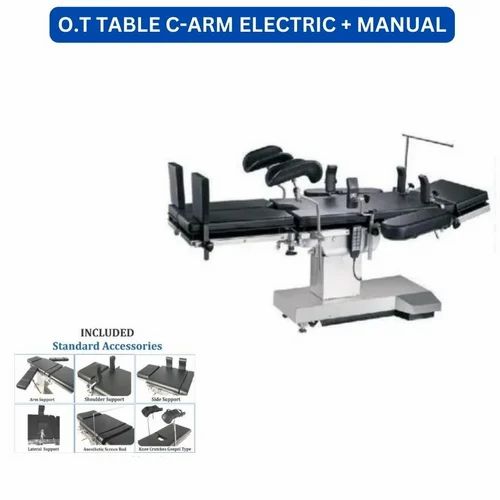 O.T TABLE C-ARM ELECTRIC + MANUAL
INCLUDED
Standard Accessories
Arm Support
Shoulder Support
Side Support
Lateral Support
Anesthetic Screen Rod
Knee Crutches Goepel Type